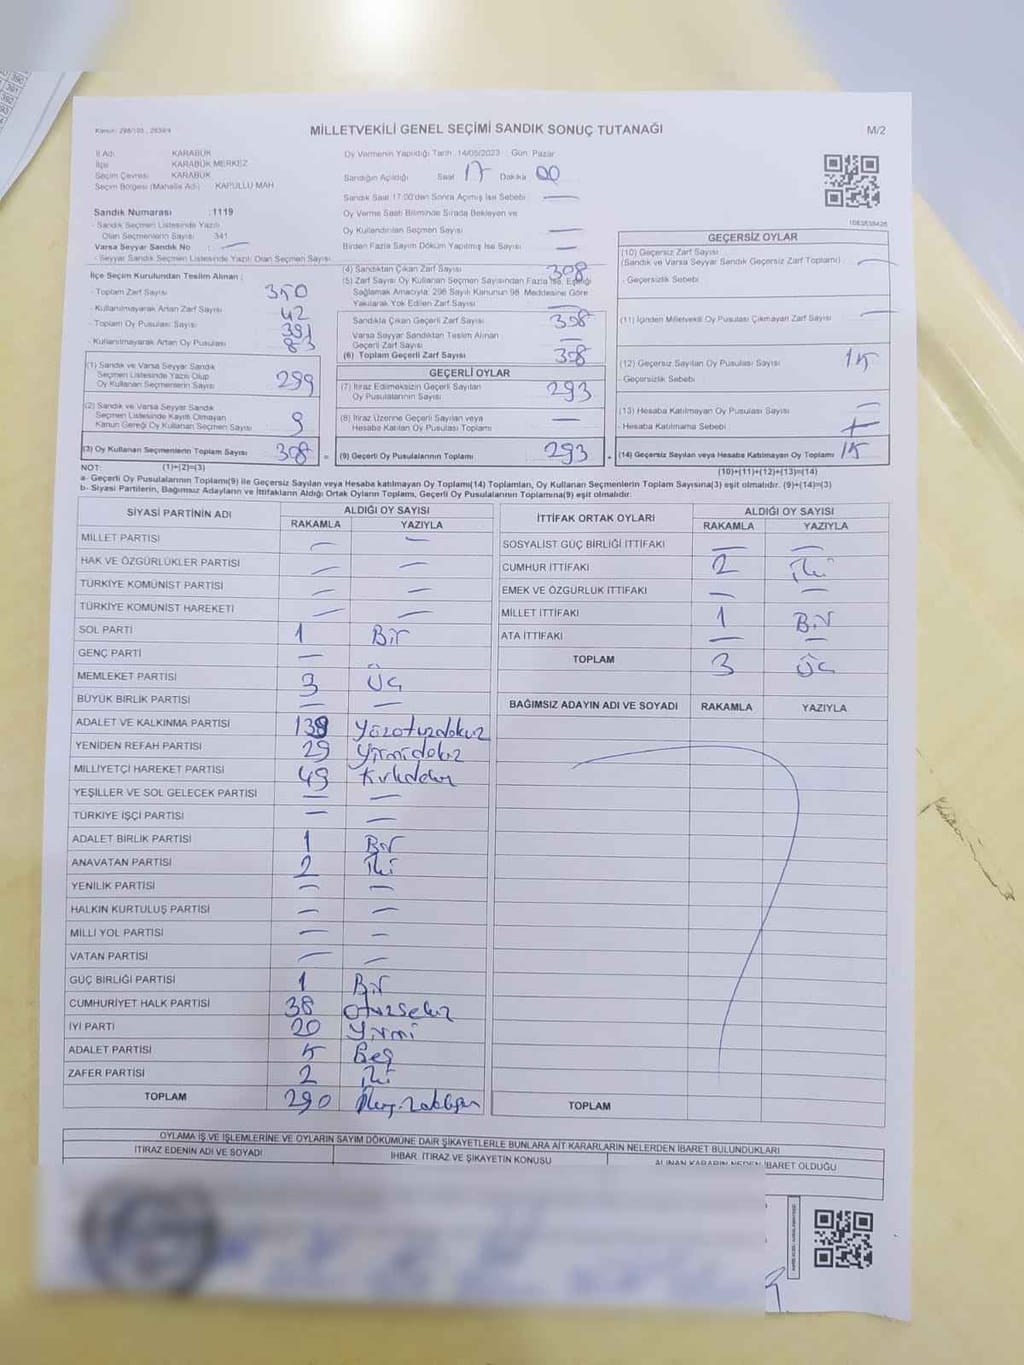 Kanun: 298/103 , 2839/4
MİLLETVEKİLİ GENEL SEÇİMİ SANDIK SONUÇ TUTANAĞI
M/2
İl Adı KARABÜK
İlçe KARABÜK MERKEZ
Seçim Çevresi KARABÜK
Seçim Bölgesi (Mahalle Adı) KAPULLU MAH
Sandık Numarası :1119
- Sandık Seçmen Listesinde Yazılı
Olan Seçmenlerin Sayısı 341
Varsa Seyyar Sandık No : —
- Seyyar Sandık Seçmen Listesinde Yazılı Olan Seçmen Sayısı
Oy Vermenin Yapıldığı Tarih :14/05/2023 Gün: Pazar
Sandığın Açıldığı Saat 17 Dakika 00
Sandık Saat 17:00'den Sonra Açılmış İse Sebebi —
Oy Verme Saati Bitiminde Sırada Bekleyen ve
Oy Kullandırılan Seçmen Sayısı —
Birden Fazla Sayım Döküm Yapılmış İse Sayısı —
1083638426
İlçe Seçim Kurulundan Teslim Alınan :
- Toplam Zarf Sayısı 350
- Kullanılmayarak Artan Zarf Sayısı 42
- Toplam Oy Pusulası Sayısı 391
- Kullanılmayarak Artan Oy Pusulası 83
(1) Sandık ve Varsa Seyyar Sandık
Seçmen Listesinde Yazılı Olup
Oy Kullanan Seçmenlerin Sayısı 299
(2) Sandık ve Varsa Seyyar Sandık
Seçmen Listesinde Kayıtlı Olmayan
Kanun Gereği Oy Kullanan Seçmen Sayısı 9
(3) Oy Kullanan Seçmenlerin Toplam Sayısı 308
(4) Sandıktan Çıkan Zarf Sayısı 308
(5) Zarf Sayısı Oy Kullanan Seçmen Sayısından Fazla İse, Eşitliği
Sağlamak Amacıyla; 298 Sayılı Kanunun 98. Maddesine Göre
Yakılarak Yok Edilen Zarf Sayısı —
Sandıkta Çıkan Geçerli Zarf Sayısı 308
Varsa Seyyar Sandıktan Teslim Alınan
Geçerli Zarf Sayısı —
(6) Toplam Geçerli Zarf Sayısı 308
GEÇERLİ OYLAR
(7) İtiraz Edilmeksizin Geçerli Sayılan
Oy Pusulalarının Sayısı 293
(8) İtiraz Üzerine Geçerli Sayılan veya
Hesaba Katılan Oy Pusulası Toplamı —
= (9) Geçerli Oy Pusulalarının Toplamı 293
GEÇERSİZ OYLAR
(10) Geçersiz Zarf Sayısı
(Sandık ve Varsa Seyyar Sandık Geçersiz Zarf Toplamı) —
- Geçersizlik Sebebi
(11) İçinden Milletvekili Oy Pusulası Çıkmayan Zarf Sayısı —
(12) Geçersiz Sayılan Oy Pusulası Sayısı 15
- Geçersizlik Sebebi
(13) Hesaba Katılmayan Oy Pusulası Sayısı —
- Hesaba Katılmama Sebebi
(14) Geçersiz Sayılan veya Hesaba Katılmayan Oy Toplamı 15
NOT: (1)+(2)=(3)
(10)+(11)+(12)+(13)=(14)
a- Geçerli Oy Pusulalarının Toplamı(9) ile Geçersiz Sayılan veya Hesaba katılmayan Oy Toplamı(14) Toplamları, Oy Kullanan Seçmenlerin Toplam Sayısına(3) eşit olmalıdır. (9)+(14)=(3)
b- Siyasi Partilerin, Bağımsız Adayların ve İttifakların Aldığı Ortak Oyların Toplamı, Geçerli Oy Pusulalarının Toplamına(9) eşit olmalıdır.
SİYASİ PARTİNİN ADI ALDIĞI OY SAYISI
RAKAMLA YAZIYLA
MİLLET PARTİSİ — —
HAK VE ÖZGÜRLÜKLER PARTİSİ — —
TÜRKİYE KOMÜNİST PARTİSİ — —
TÜRKİYE KOMÜNİST HAREKETİ — —
SOL PARTİ 1 Bir
GENÇ PARTİ —
MEMLEKET PARTİSİ 3 Üç
BÜYÜK BİRLİK PARTİSİ — —
ADALET VE KALKINMA PARTİSİ 139 Yüzotuzdokuz
YENİDEN REFAH PARTİSİ 29 Yirmidokuz
MİLLİYETÇİ HAREKET PARTİSİ 49 Kırkdokuz
YEŞİLLER VE SOL GELECEK PARTİSİ — —
TÜRKİYE İŞÇİ PARTİSİ — —
ADALET BİRLİK PARTİSİ 1 Bir
ANAVATAN PARTİSİ 2 İki
YENİLİK PARTİSİ — —
HALKIN KURTULUŞ PARTİSİ — —
MİLLİ YOL PARTİSİ — —
VATAN PARTİSİ — —
GÜÇ BİRLİĞİ PARTİSİ 1 Bir
CUMHURİYET HALK PARTİSİ 38 Otuzsekiz
İYİ PARTİ 20 Yirmi
ADALET PARTİSİ 5 Beş
ZAFER PARTİSİ 2 İki
TOPLAM 290
İTTİFAK ORTAK OYLARI ALDIĞI OY SAYISI
RAKAMLA YAZIYLA
SOSYALİST GÜÇ BİRLİĞİ İTTİFAKI — —
CUMHUR İTTİFAKI 2 İki
EMEK VE ÖZGÜRLÜK İTTİFAKI — —
MİLLET İTTİFAKI 1 Bir
ATA İTTİFAKI — —
TOPLAM 3 Üç
BAĞIMSIZ ADAYIN ADI VE SOYADI RAKAMLA YAZIYLA
TOPLAM
OYLAMA İŞ VE İŞLEMLERİNE VE OYLARIN SAYIM DÖKÜMÜNE DAİR ŞİKAYETLERLE BUNLARA AİT KARARLARIN NELERDEN İBARET BULUNDUKLARI
İTİRAZ EDENİN ADI VE SOYADI İHBAR, İTİRAZ VE ŞİKAYETİN KONUSU ALINAN KARARIN NEDEN İBARET OLDUĞU